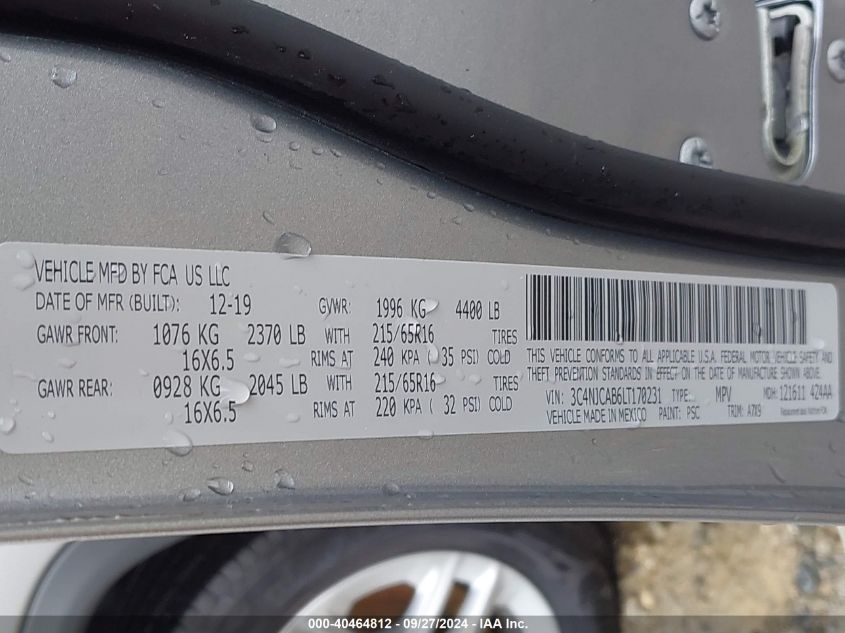 VEHICLE MFD BY FCA US LLC
DATE OF MFR (BUILT): 12-19 GVWR: 1996 KG 4400 LB
GAWR FRONT: 1076 KG 2370 LB WITH 215/65R16 TIRES
16X6.5 RIMS AT 240 KPA ( 35 PSI) COLD
GAWR REAR: 0928 KG 2045 LB WITH 215/65R16 TIRES
16X6.5 RIMS AT 220 KPA ( 32 PSI) COLD
THIS VEHICLE CONFORMS TO ALL APPLICABLE U.S.A. FEDERAL MOTOR VEHICLE SAFETY AND
THEFT PREVENTION STANDARDS IN EFFECT ON THE DATE OF MANUFACTURE SHOWN ABOVE.
VIN: 3C4NJCAB6LT170231 TYPE: MPV MDH: 121611 424AA
VEHICLE MADE IN MEXICO PAINT: PSC TRIM: A7X9
000-40464812 - 09/27/2024 - IAA Inc.